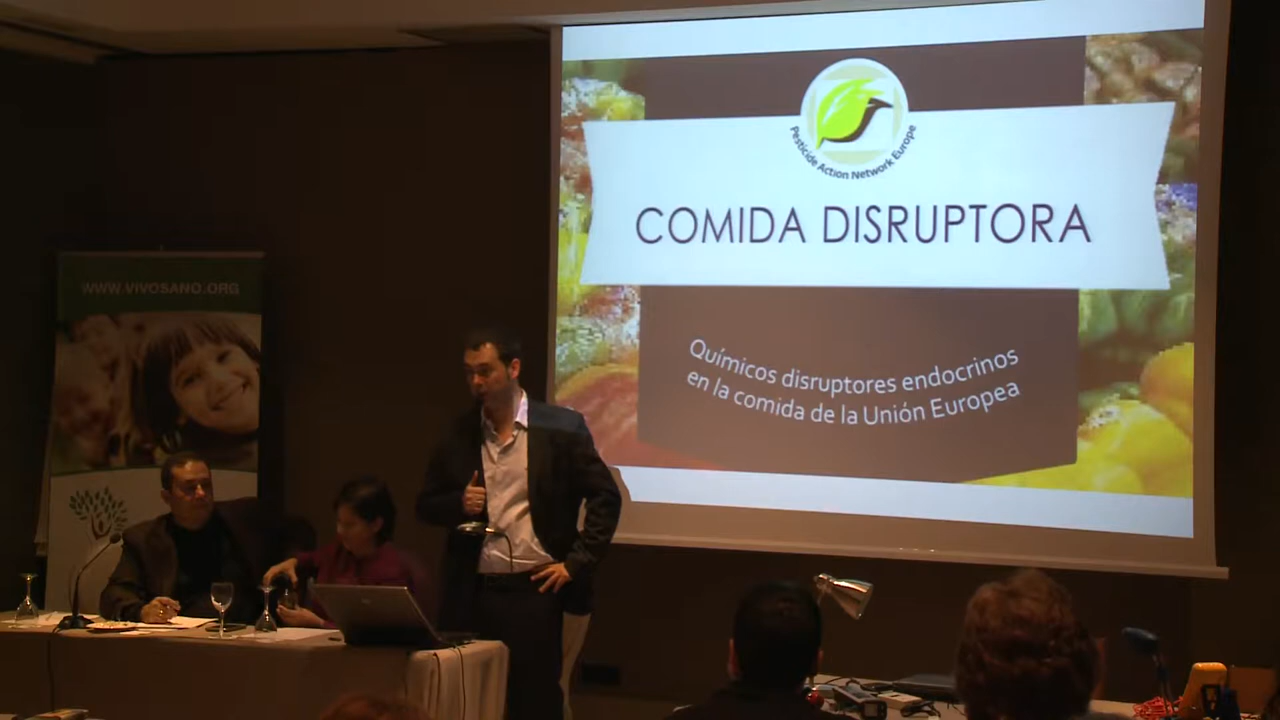 WWW.VIVOSANO.ORG
Pesticide Action Network Europe
COMIDA DISRUPTORA
Químicos disruptores endocrinos
en la comida de la Unión Europea